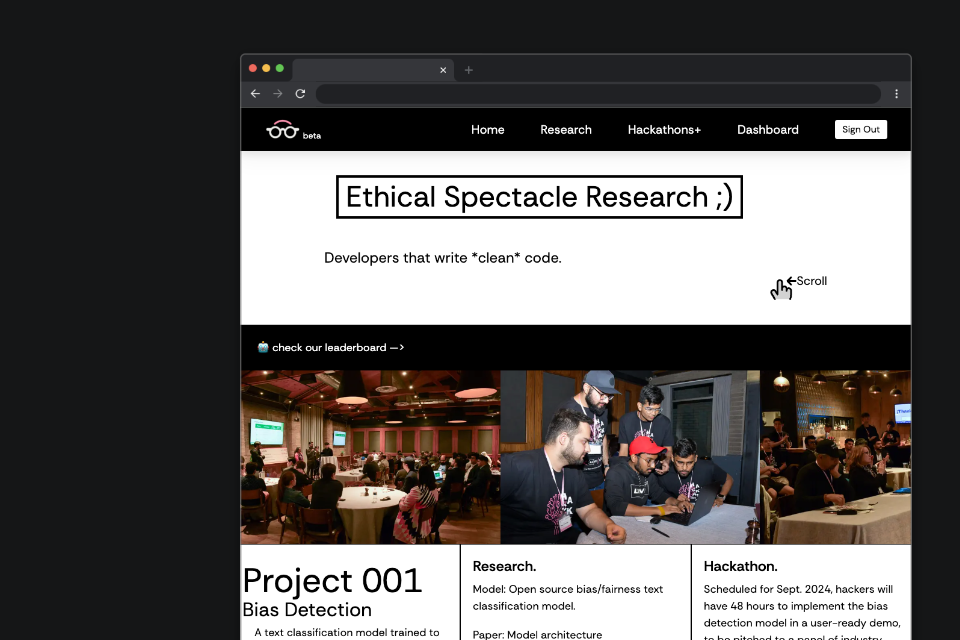 beta
Home
Research
Hackathons+
Dashboard
Sign Out
Ethical Spectacle Research ;)
Developers that write *clean* code.
←Scroll
🤖 check our leaderboard —>
Project 001
Bias Detection
A text classification model trained to
Research.
Model: Open source bias/fairness text
classification model.
Paper: Model architecture
Hackathon.
Scheduled for Sept. 2024, hackers will
have 48 hours to implement the bias
detection model in a user-ready demo,
to be pitched to a panel of industry